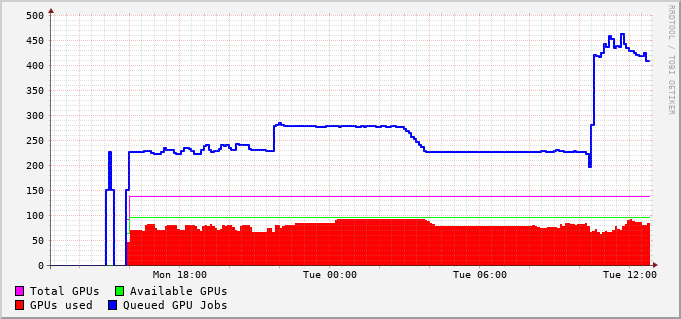 500
450
400
350
300
250
200
150
100
50
0
Mon 18:00 Tue 00:00 Tue 06:00 Tue 12:00
Total GPUs Available GPUs
GPUs used Queued GPU Jobs
RRDTOOL / TOBI OETIKER